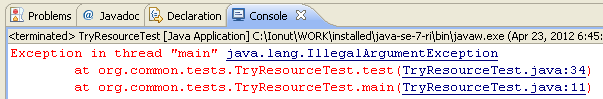 Problems @ Javadoc Declaration Console
<terminated> TryResourceTest [Java Application] C:\Ionut\WORK\installed\java-se-7-ri\bin\javaw.exe (Apr 23, 2012 6:45:
Exception in thread "main" java.lang.IllegalArgumentException
at org.common.tests.TryResourceTest.test(TryResourceTest.java:34)
at org.common.tests.TryResourceTest.main(TryResourceTest.java:11)